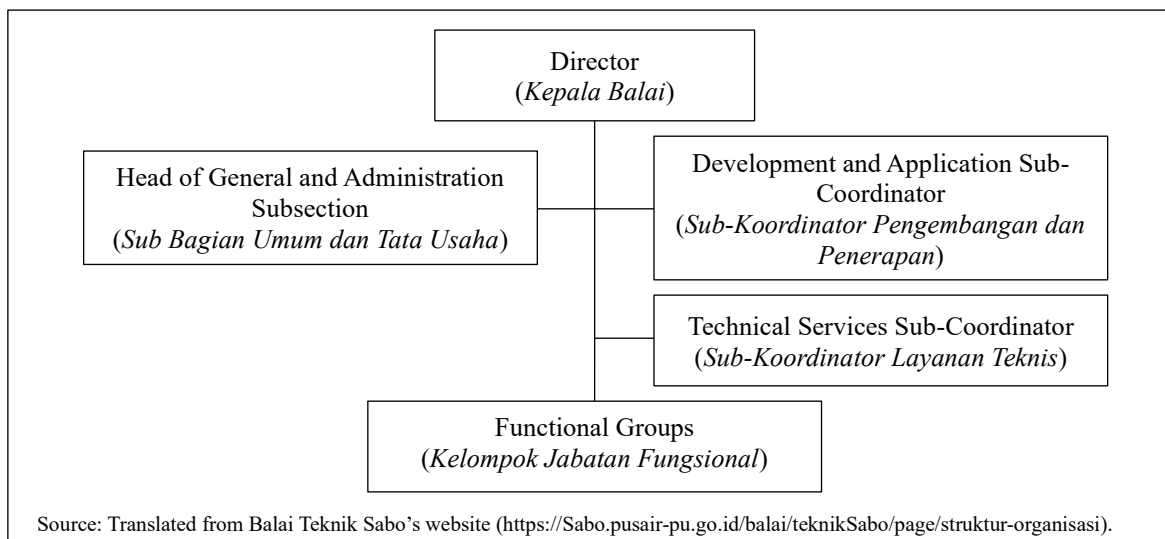 Director
(Kepala Balai)
Head of General and Administration
Subsection
(Sub Bagian Umum dan Tata Usaha)
Development and Application Sub-
Coordinator
(Sub-Koordinator Pengembangan dan
Penerapan)
Technical Services Sub-Coordinator
(Sub-Koordinator Layanan Teknis)
Functional Groups
(Kelompok Jabatan Fungsional)
Source: Translated from Balai Teknik Sabo’s website (https://Sabo.pusair-pu.go.id/balai/teknikSabo/page/struktur-organisasi).